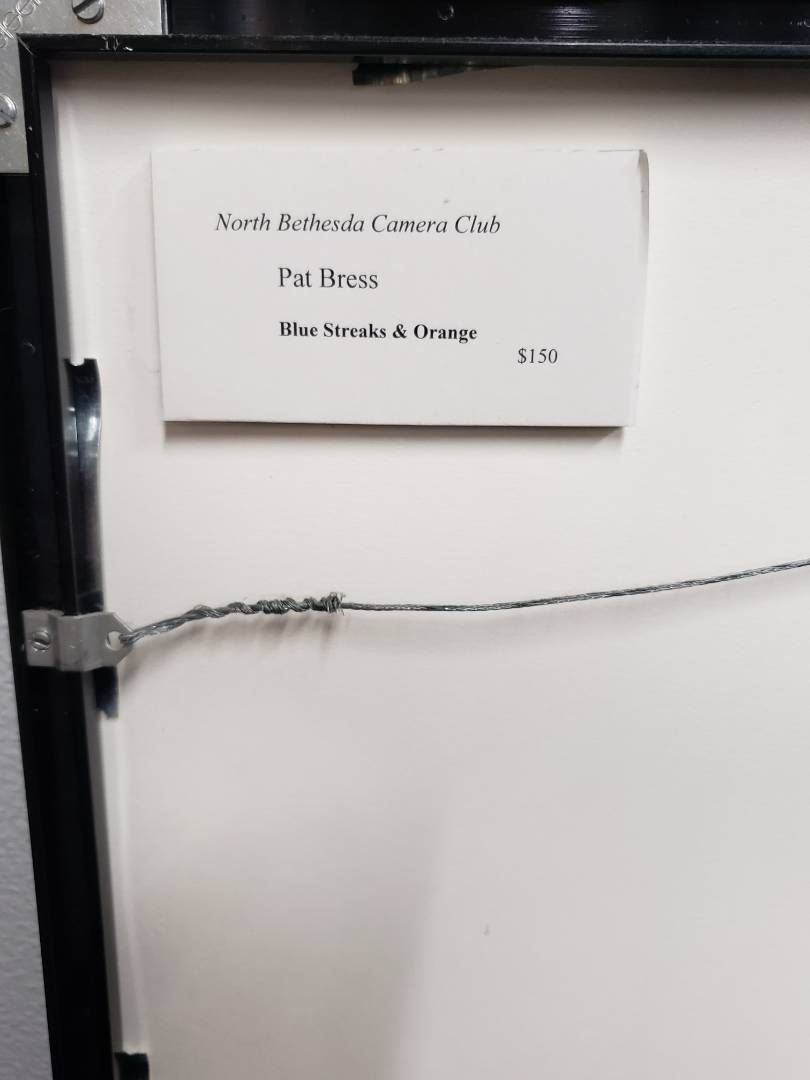 North Bethesda Camera Club
Pat Bress
Blue Streaks & Orange
$150